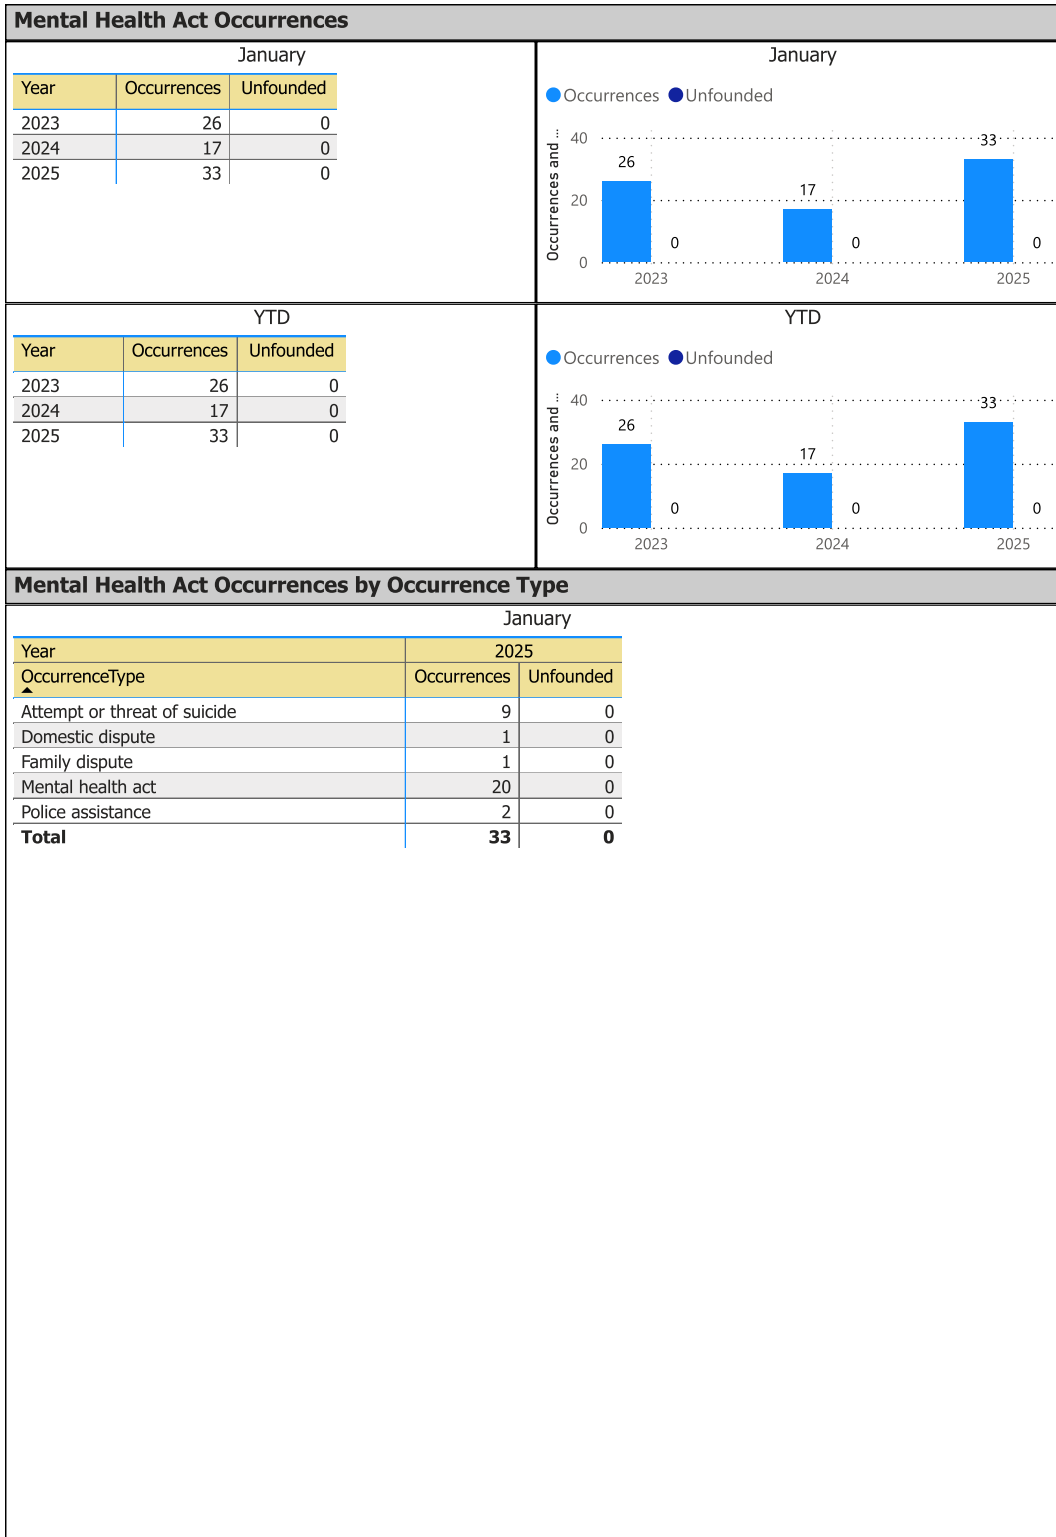 Mental Health Act Occurrences
January
Year Occurrences Unfounded
2023 26 0
2024 17 0
2025 33 0
January
Occurrences Unfounded
Occurrences and ...
40
20
0
26
0
17
0
33
0
2023 2024 2025
YTD
Year Occurrences Unfounded
2023 26 0
2024 17 0
2025 33 0
YTD
Occurrences Unfounded
Occurrences and ...
40
20
0
26
0
17
0
33
0
2023 2024 2025
Mental Health Act Occurrences by Occurrence Type
January
Year 2025
OccurrenceType Occurrences Unfounded
Attempt or threat of suicide 9 0
Domestic dispute 1 0
Family dispute 1 0
Mental health act 20 0
Police assistance 2 0
Total 33 0